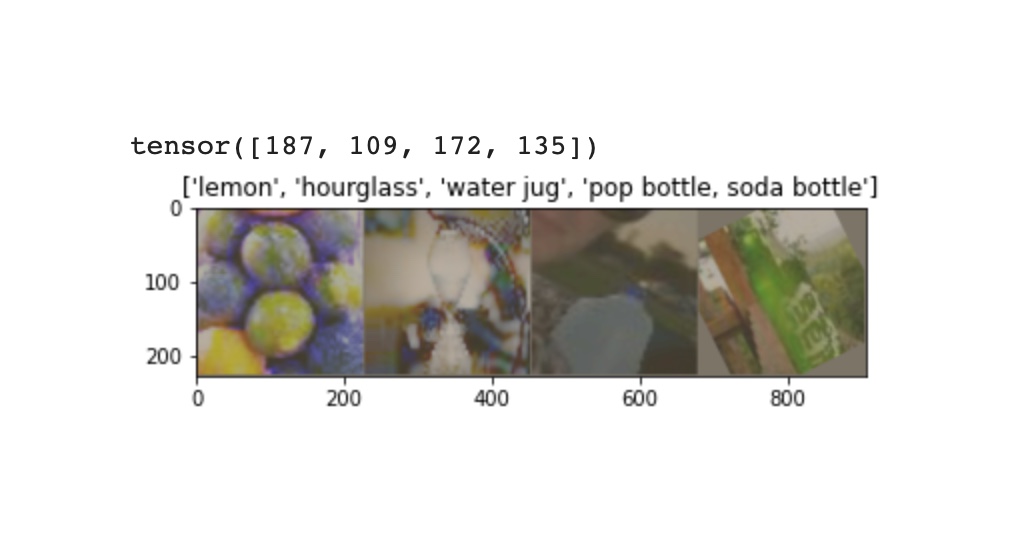 tensor([187, 109, 172, 135])
['lemon', 'hourglass', 'water jug', 'pop bottle, soda bottle']
0
100
200
0 200 400 600 800